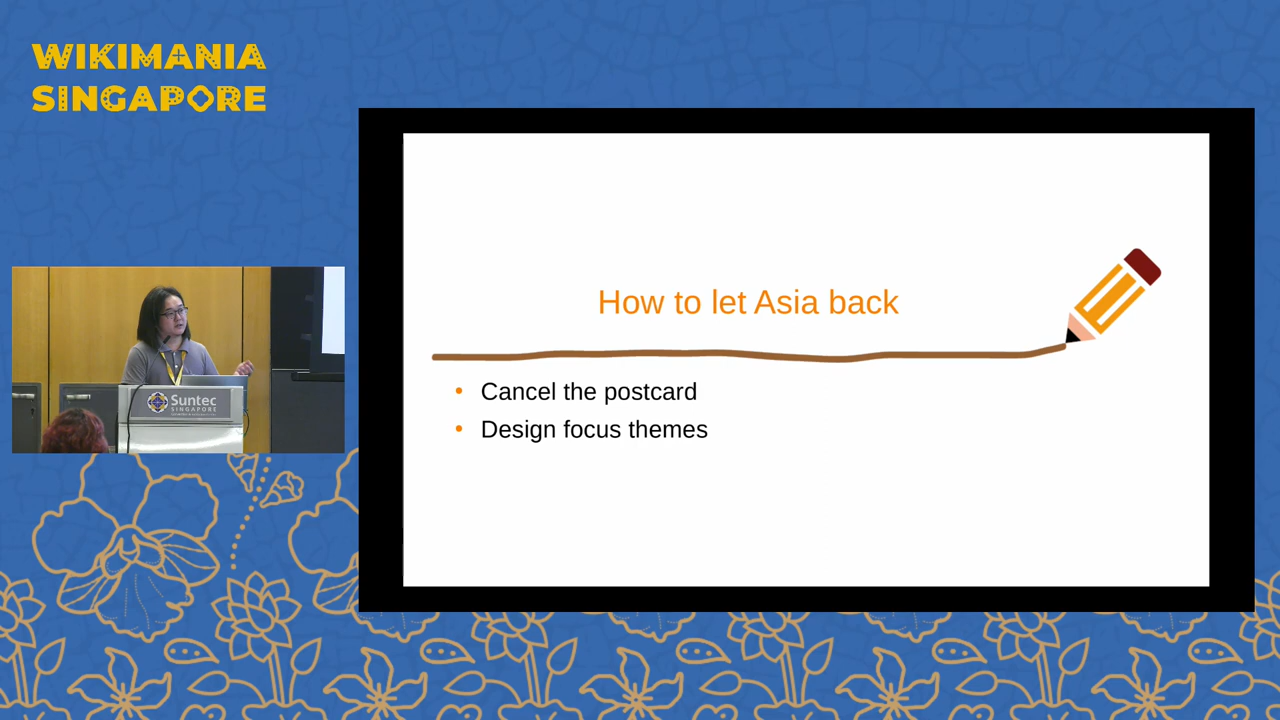 WIKIMANIA
SINGAPORE
How to let Asia back
Cancel the postcard
Design focus themes
Suntec
SINGAPORE